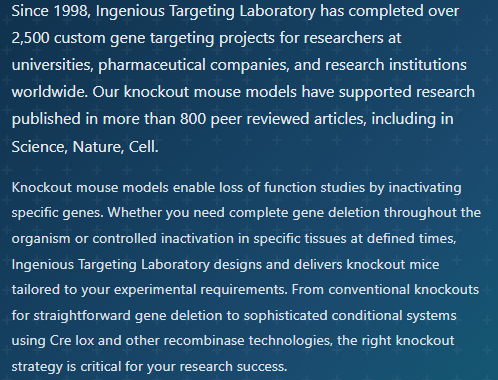 Since 1998, Ingenious Targeting Laboratory has completed over
2,500 custom gene targeting projects for researchers at
universities, pharmaceutical companies, and research institutions
worldwide. Our knockout mouse models have supported research
published in more than 800 peer reviewed articles, including in
Science, Nature, Cell.
Knockout mouse models enable loss of function studies by inactivating
specific genes. Whether you need complete gene deletion throughout the
organism or controlled inactivation in specific tissues at defined times,
Ingenious Targeting Laboratory designs and delivers knockout mice
tailored to your experimental requirements. From conventional knockouts
for straightforward gene deletion to sophisticated conditional systems
using Cre lox and other recombinase technologies, the right knockout
strategy is critical for your research success.